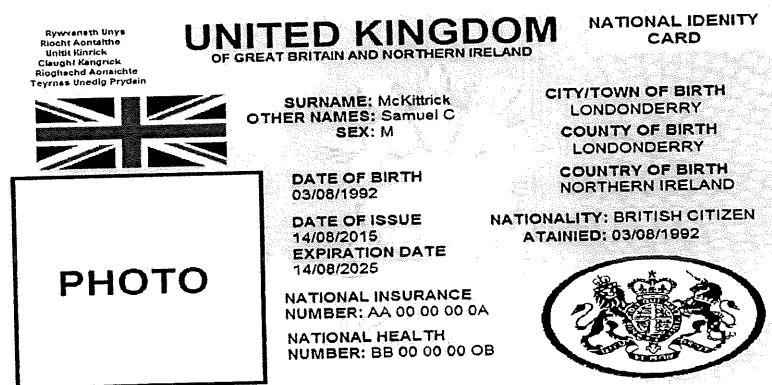 Rywvaneth Unys
Riocht Aontaithe
Unitit Kinrick
Claught Kangrick
Rioghachd Aonaichte
Teyrnas Unedig Prydain
UNITED KINGDOM
OF GREAT BRITAIN AND NORTHERN IRELAND
NATIONAL IDENITY
CARD
SURNAME: McKittrick
OTHER NAMES: Samuel C
SEX: M
DATE OF BIRTH
03/08/1992
DATE OF ISSUE
14/08/2015
EXPIRATION DATE
14/08/2025
NATIONAL INSURANCE
NUMBER: AA 00 00 00 0A
NATIONAL HEALTH
NUMBER: BB 00 00 00 OB
CITY/TOWN OF BIRTH
LONDONDERRY
COUNTY OF BIRTH
LONDONDERRY
COUNTRY OF BIRTH
NORTHERN IRELAND
NATIONALITY: BRITISH CITIZEN
ATAINIED: 03/08/1992
PHOTO